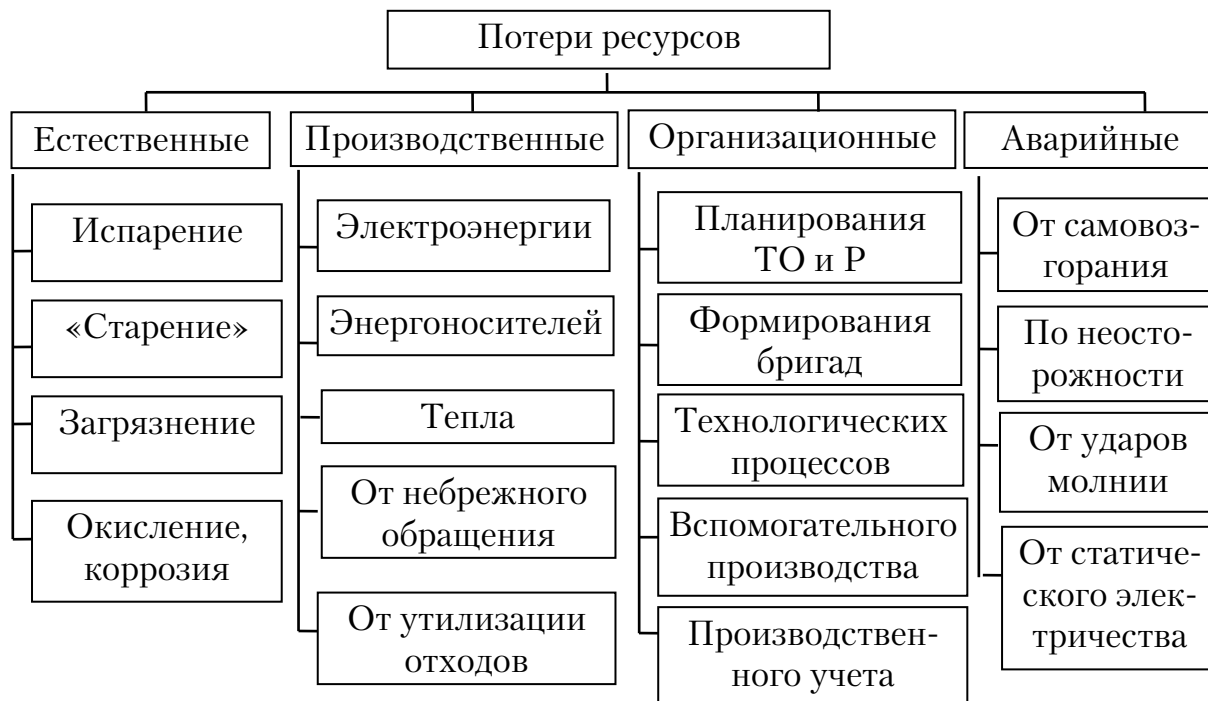 Потери ресурсов
Естественные
Производственные
Организационные
Аварийные
Испарение
«Старение»
Загрязнение
Окисление,
коррозия
Электроэнергии
Энергоносителей
Тепла
От небрежного
обращения
От утилизации
отходов
Планирования
ТО и Р
Формирования
бригад
Технологических
процессов
Вспомогательного
производства
Производствен-
ного учета
От самовоз-
горания
По неосто-
рожности
От ударов
молнии
От статиче-
ского элек-
тричества